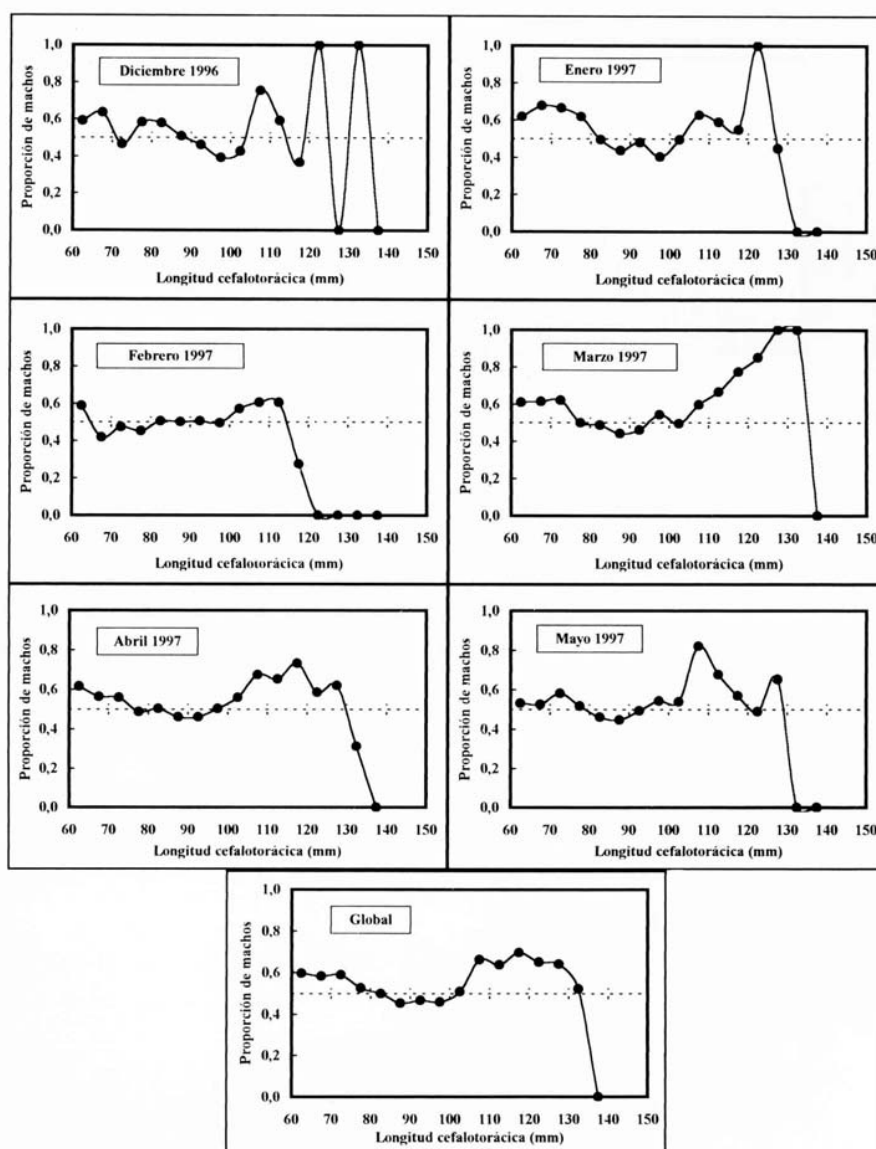 Diciembre 1996
Proporción de machos
1,0
0,8
0,6
0,4
0,2
0,0
60 70 80 90 100 110 120 130 140 150
Longitud cefalotorácica (mm)
Enero 1997
Proporción de machos
1,0
0,8
0,6
0,4
0,2
0,0
60 70 80 90 100 110 120 130 140 150
Longitud cefalotorácica (mm)
Febrero 1997
Proporción de machos
1,0
0,8
0,6
0,4
0,2
0,0
60 70 80 90 100 110 120 130 140 150
Longitud cefalotorácica (mm)
Marzo 1997
Proporción de machos
1,0
0,8
0,6
0,4
0,2
0,0
60 70 80 90 100 110 120 130 140 150
Longitud cefalotorácica (mm)
Abril 1997
Proporción de machos
1,0
0,8
0,6
0,4
0,2
0,0
60 70 80 90 100 110 120 130 140 150
Longitud cefalotorácica (mm)
Mayo 1997
Proporción de machos
1,0
0,8
0,6
0,4
0,2
0,0
60 70 80 90 100 110 120 130 140 150
Longitud cefalotorácica (mm)
Global
Proporción de machos
1,0
0,8
0,6
0,4
0,2
0,0
60 70 80 90 100 110 120 130 140 150
Longitud cefalotorácica (mm)